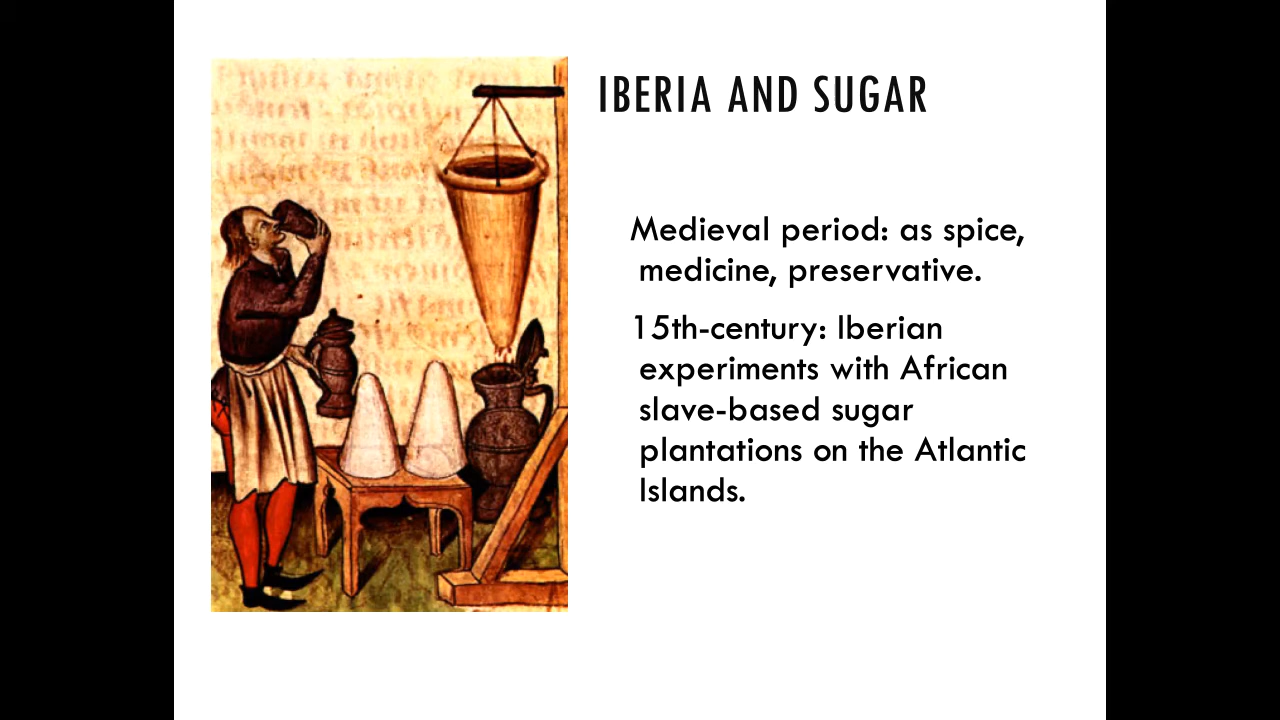 IBERIA AND SUGAR
Medieval period: as spice,
medicine, preservative.
15th-century: Iberian
experiments with African
slave-based sugar
plantations on the Atlantic
Islands.